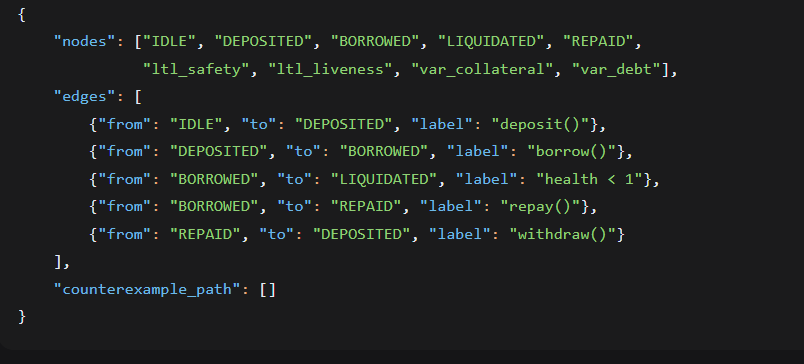 {
    "nodes": ["IDLE", "DEPOSITED", "BORROWED", "LIQUIDATED", "REPAID",
              "ltl_safety", "ltl_liveness", "var_collateral", "var_debt"],
    "edges": [
        {"from": "IDLE", "to": "DEPOSITED", "label": "deposit()"},
        {"from": "DEPOSITED", "to": "BORROWED", "label": "borrow()"},
        {"from": "BORROWED", "to": "LIQUIDATED", "label": "health < 1"},
        {"from": "BORROWED", "to": "REPAID", "label": "repay()"},
        {"from": "REPAID", "to": "DEPOSITED", "label": "withdraw()"}
    ],
    "counterexample_path": []
}